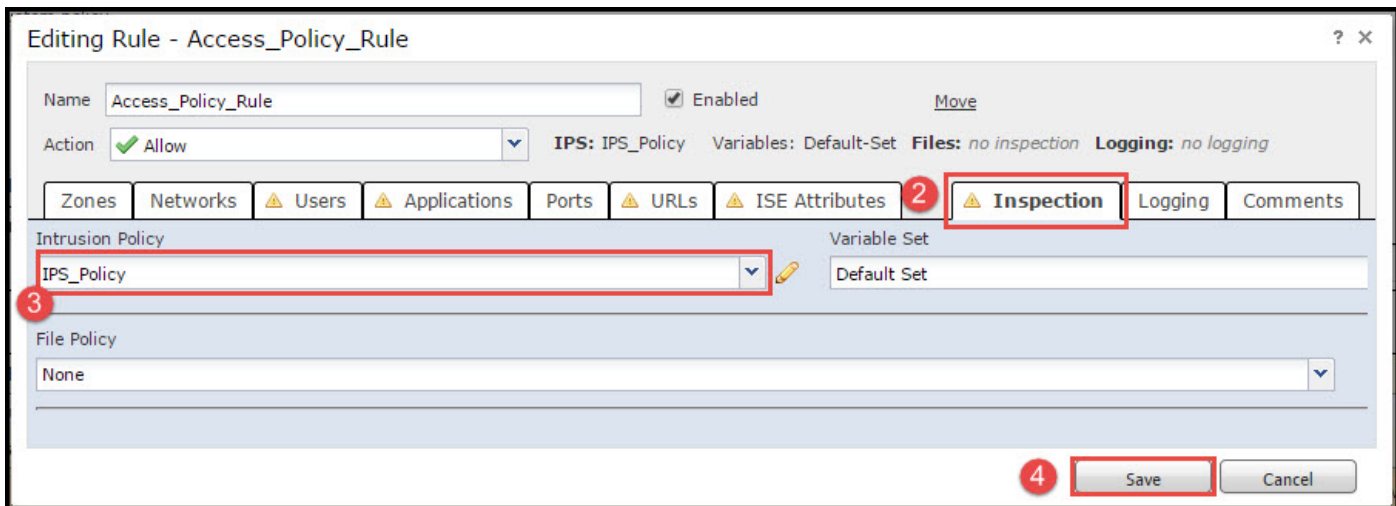 Editing Rule - Access_Policy_Rule ? ×
Name Access_Policy_Rule Enabled Move
Action Allow IPS: IPS_Policy Variables: Default-Set Files: no inspection Logging: no logging
Zones Networks Users Applications Ports URLs ISE Attributes 2 Inspection Logging Comments
Intrusion Policy Variable Set
IPS_Policy Default Set
3
File Policy
None
4 Save Cancel